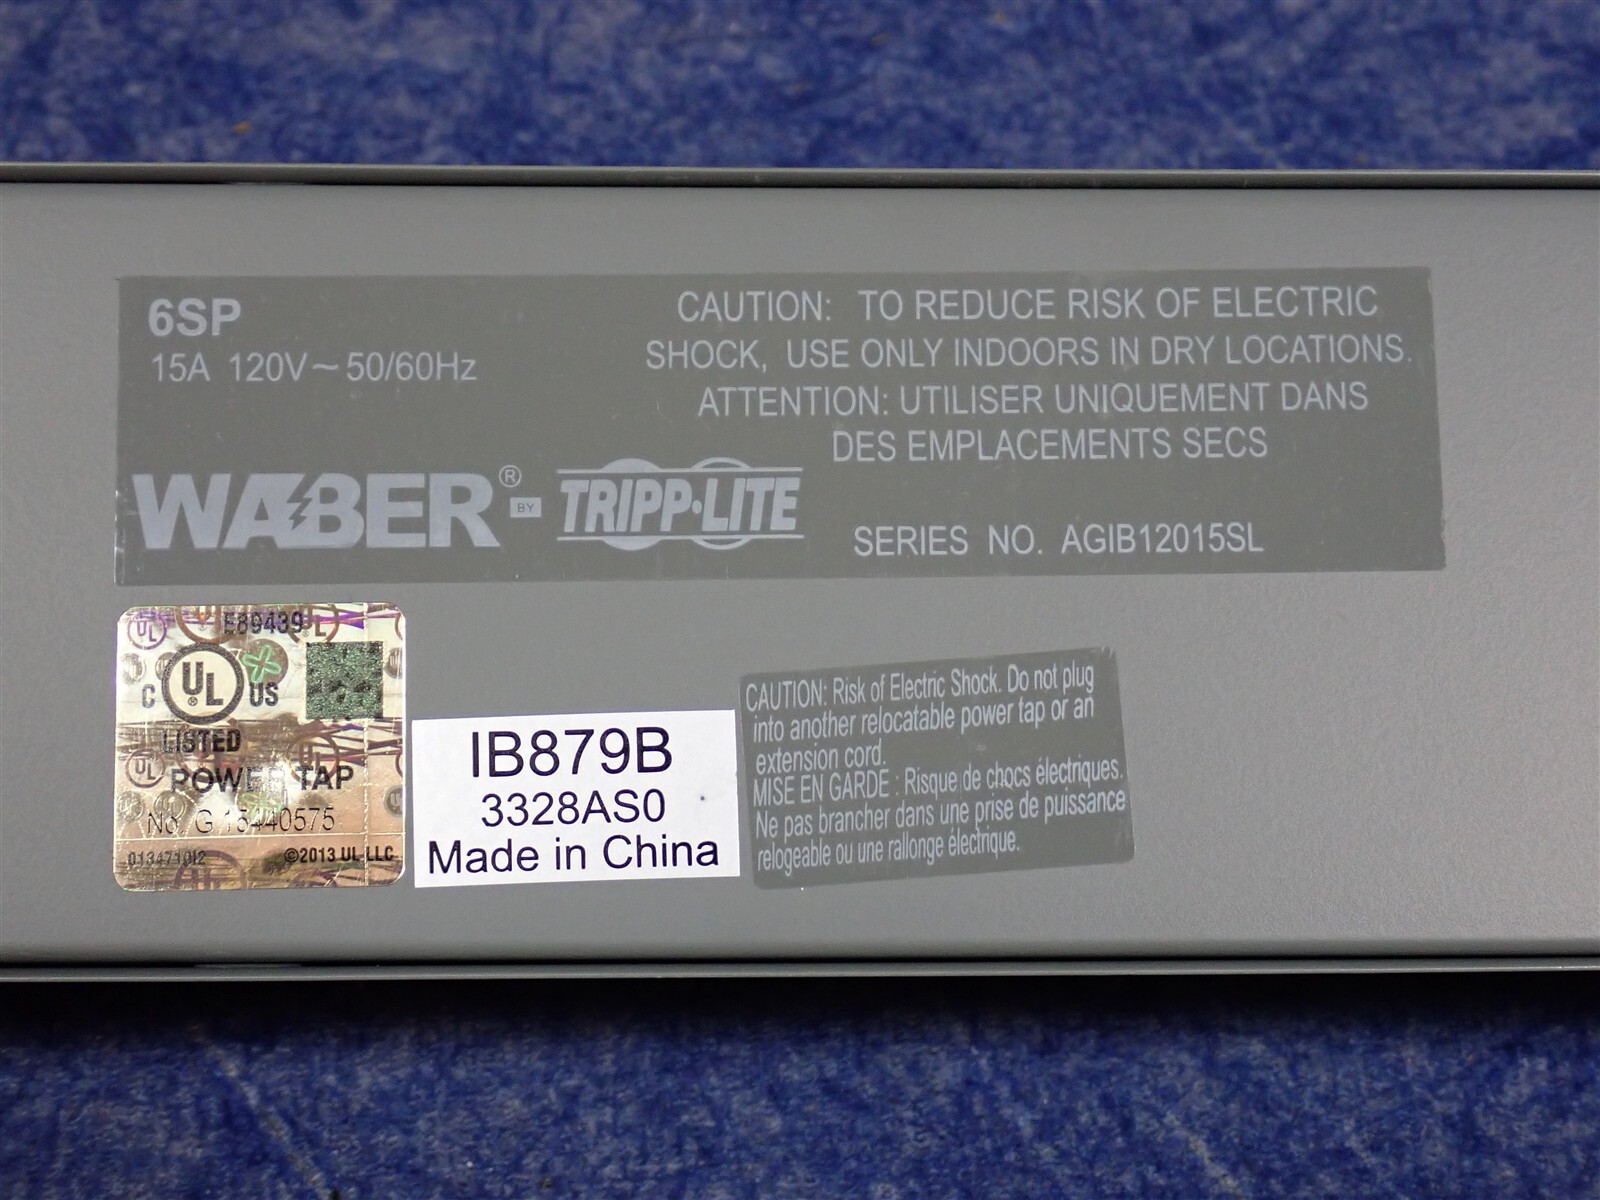 6SP
15A 120V~50/60Hz
CAUTION: TO REDUCE RISK OF ELECTRIC
SHOCK, USE ONLY INDOORS IN DRY LOCATIONS.
ATTENTION: UTILISER UNIQUEMENT DANS
DES EMPLACEMENTS SECS
WABER® BY TRIPP·LITE
SERIES NO. AGIB12015SL
E89439
C UL® US
LISTED
POWER TAP
No. G 15440575
©2013 UL LLC
IB879B
3328AS0
Made in China
CAUTION: Risk of Electric Shock. Do not plug
into another relocatable power tap or an
extension cord.
MISE EN GARDE : Risque de chocs électriques.
Ne pas brancher dans une prise de puissance
relogeable ou une rallonge électrique.